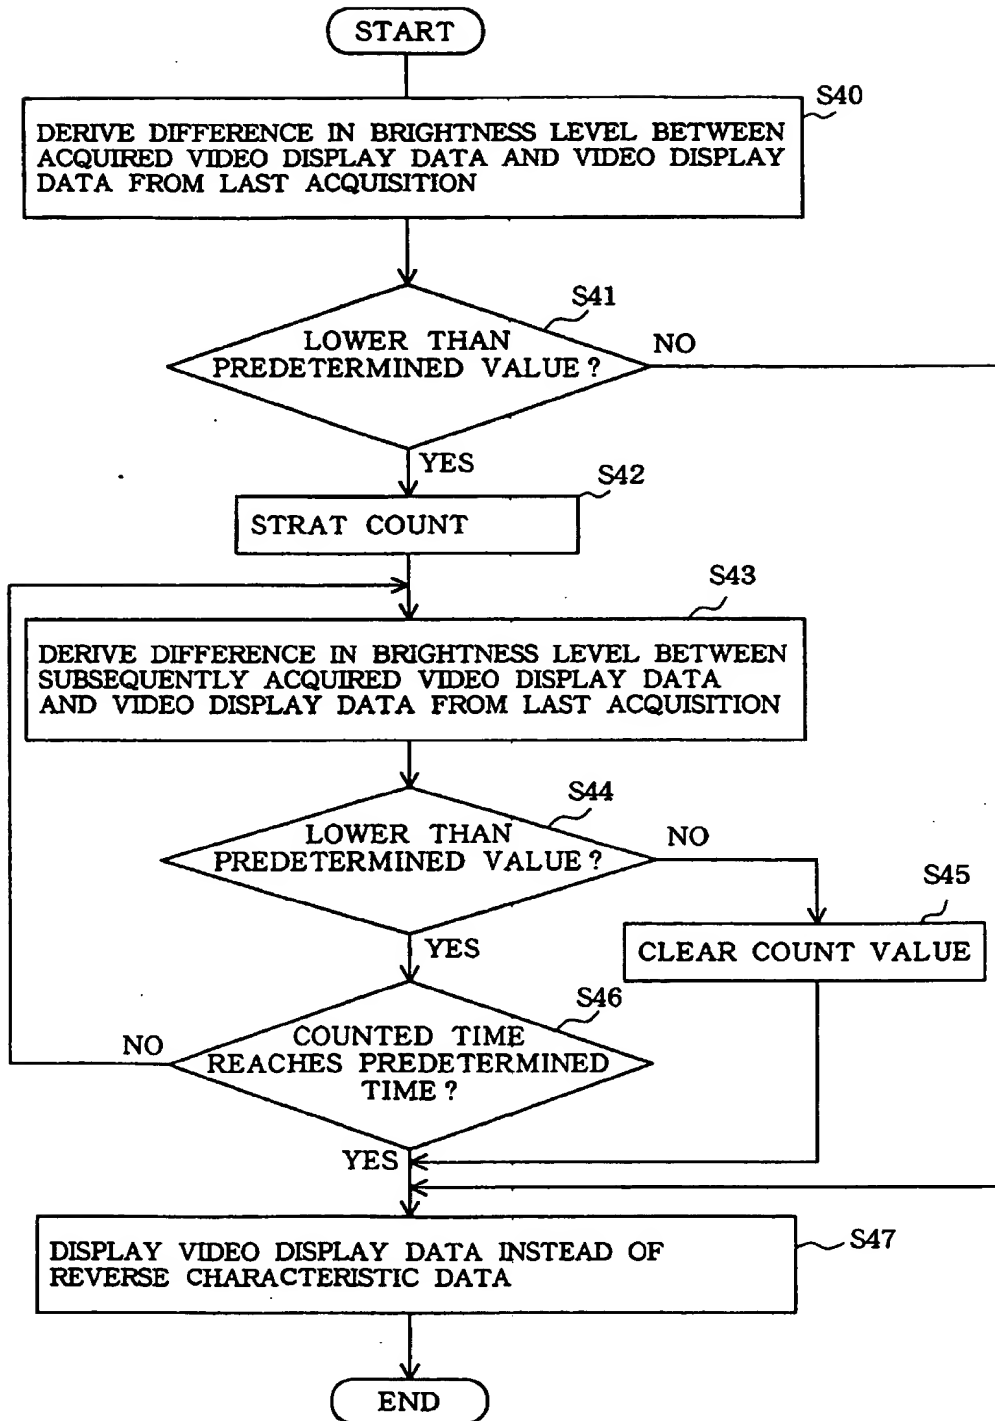 START
S40
DERIVE DIFFERENCE IN BRIGHTNESS LEVEL BETWEEN
ACQUIRED VIDEO DISPLAY DATA AND VIDEO DISPLAY
DATA FROM LAST ACQUISITION
S41
LOWER THAN
PREDETERMINED VALUE?
NO
YES
S42
STRAT COUNT
S43
DERIVE DIFFERENCE IN BRIGHTNESS LEVEL BETWEEN
SUBSEQUENTLY ACQUIRED VIDEO DISPLAY DATA
AND VIDEO DISPLAY DATA FROM LAST ACQUISITION
S44
LOWER THAN
PREDETERMINED VALUE?
NO
S45
CLEAR COUNT VALUE
YES
S46
COUNTED TIME
REACHES PREDETERMINED
TIME?
NO
YES
S47
DISPLAY VIDEO DISPLAY DATA INSTEAD OF
REVERSE CHARACTERISTIC DATA
END